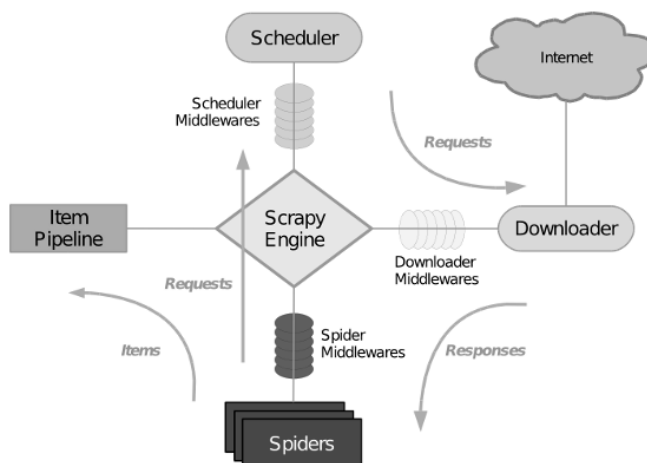 Scheduler
Internet
Scheduler
Middlewares
Requests
Item
Pipeline
Scrapy
Engine
Downloader
Downloader
Middlewares
Requests
Spider
Middlewares
Items
Responses
Spiders